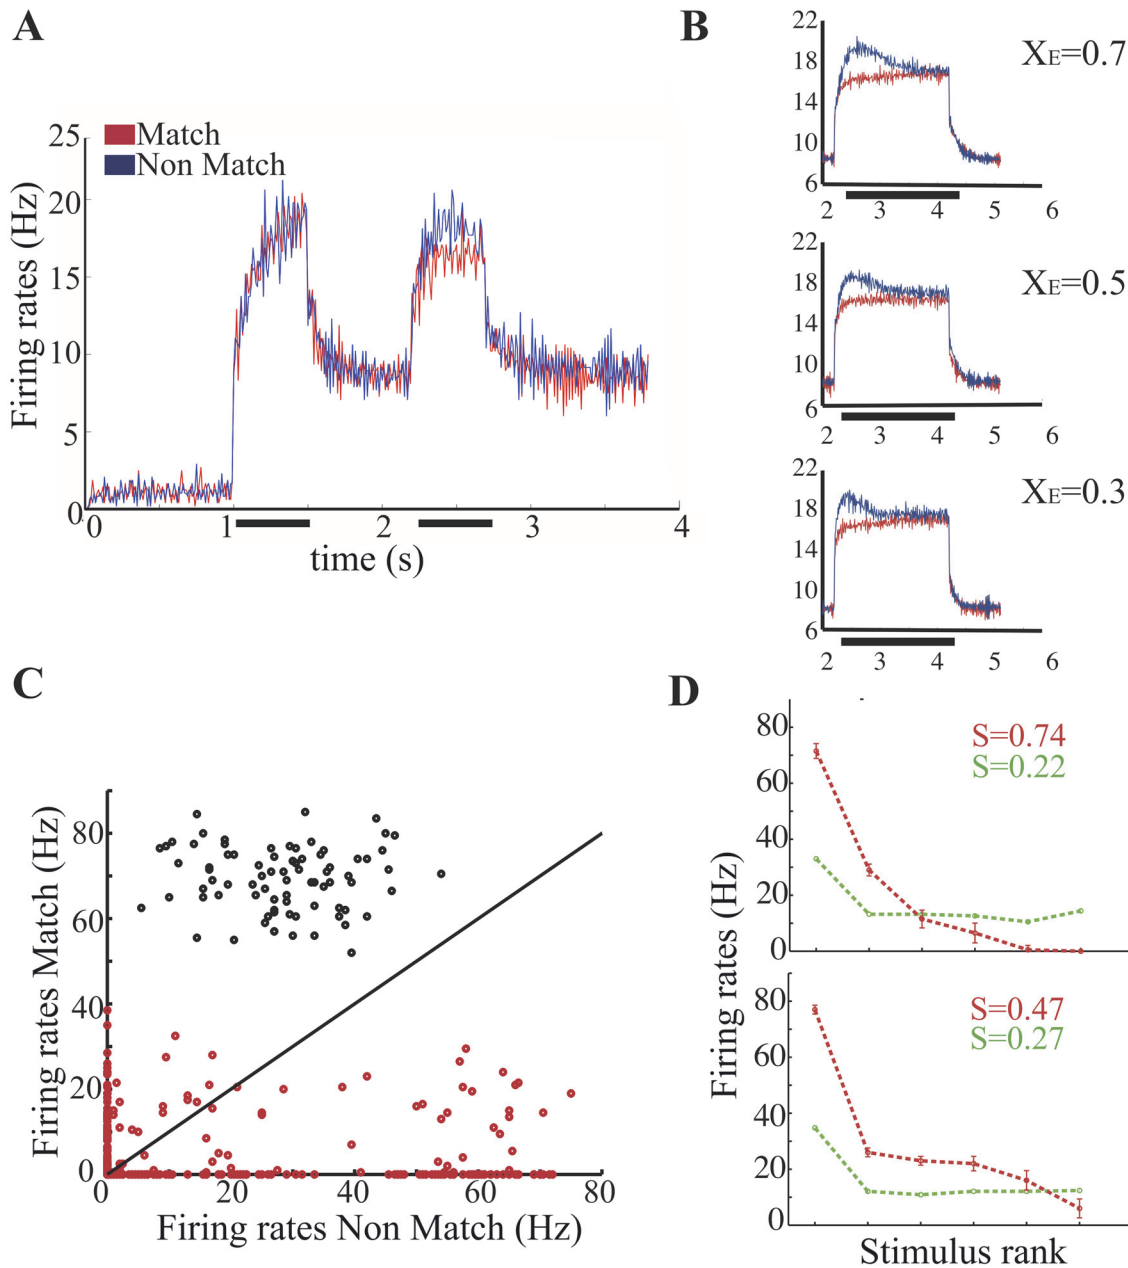 A
Match
Non Match
Firing rates (Hz)
25
20
15
10
5
0
0 1 2 3 4
time (s)
B
X_E=0.7
22
18
14
10
6
2 3 4 5 6
X_E=0.5
22
18
14
10
6
2 3 4 5 6
X_E=0.3
22
18
14
10
6
2 3 4 5 6
C
Firing rates Match (Hz)
80
60
40
20
0
0 20 40 60 80
Firing rates Non Match (Hz)
D
S=0.74
S=0.22
80
60
40
20
0
Firing rates (Hz)
S=0.47
S=0.27
80
60
40
20
0
Stimulus rank